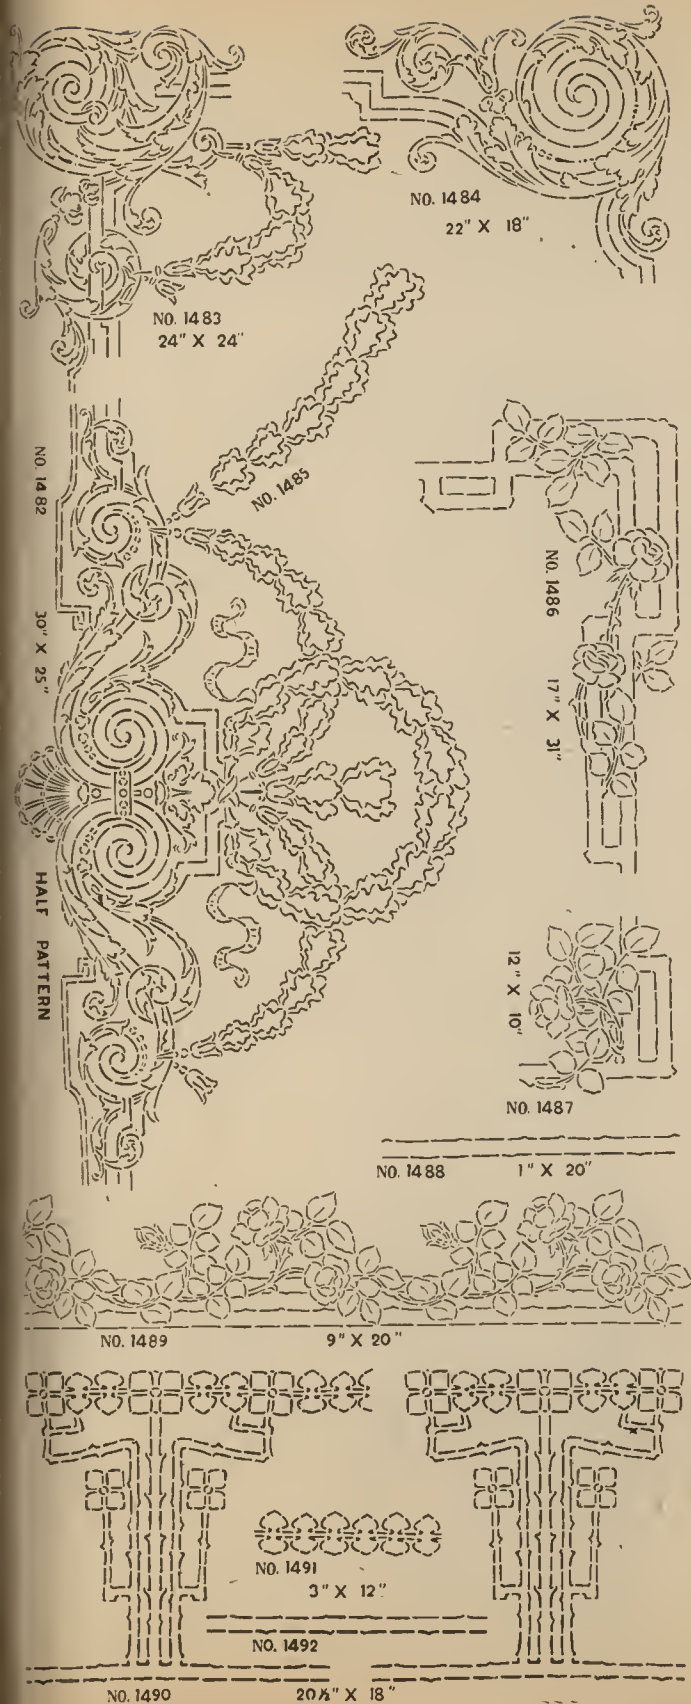 NO. 1484
22" X 18"
NO. 1483
24" X 24"
NO. 1485
NO. 1482 30" X 25" HALF PATTERN
NO. 1486 17" X 31"
12" X 10"
NO. 1487
NO. 1488 1" X 20"
NO. 1489 9" X 20"
NO. 1491
3" X 12"
NO. 1492
NO. 1490 20½" X 18"